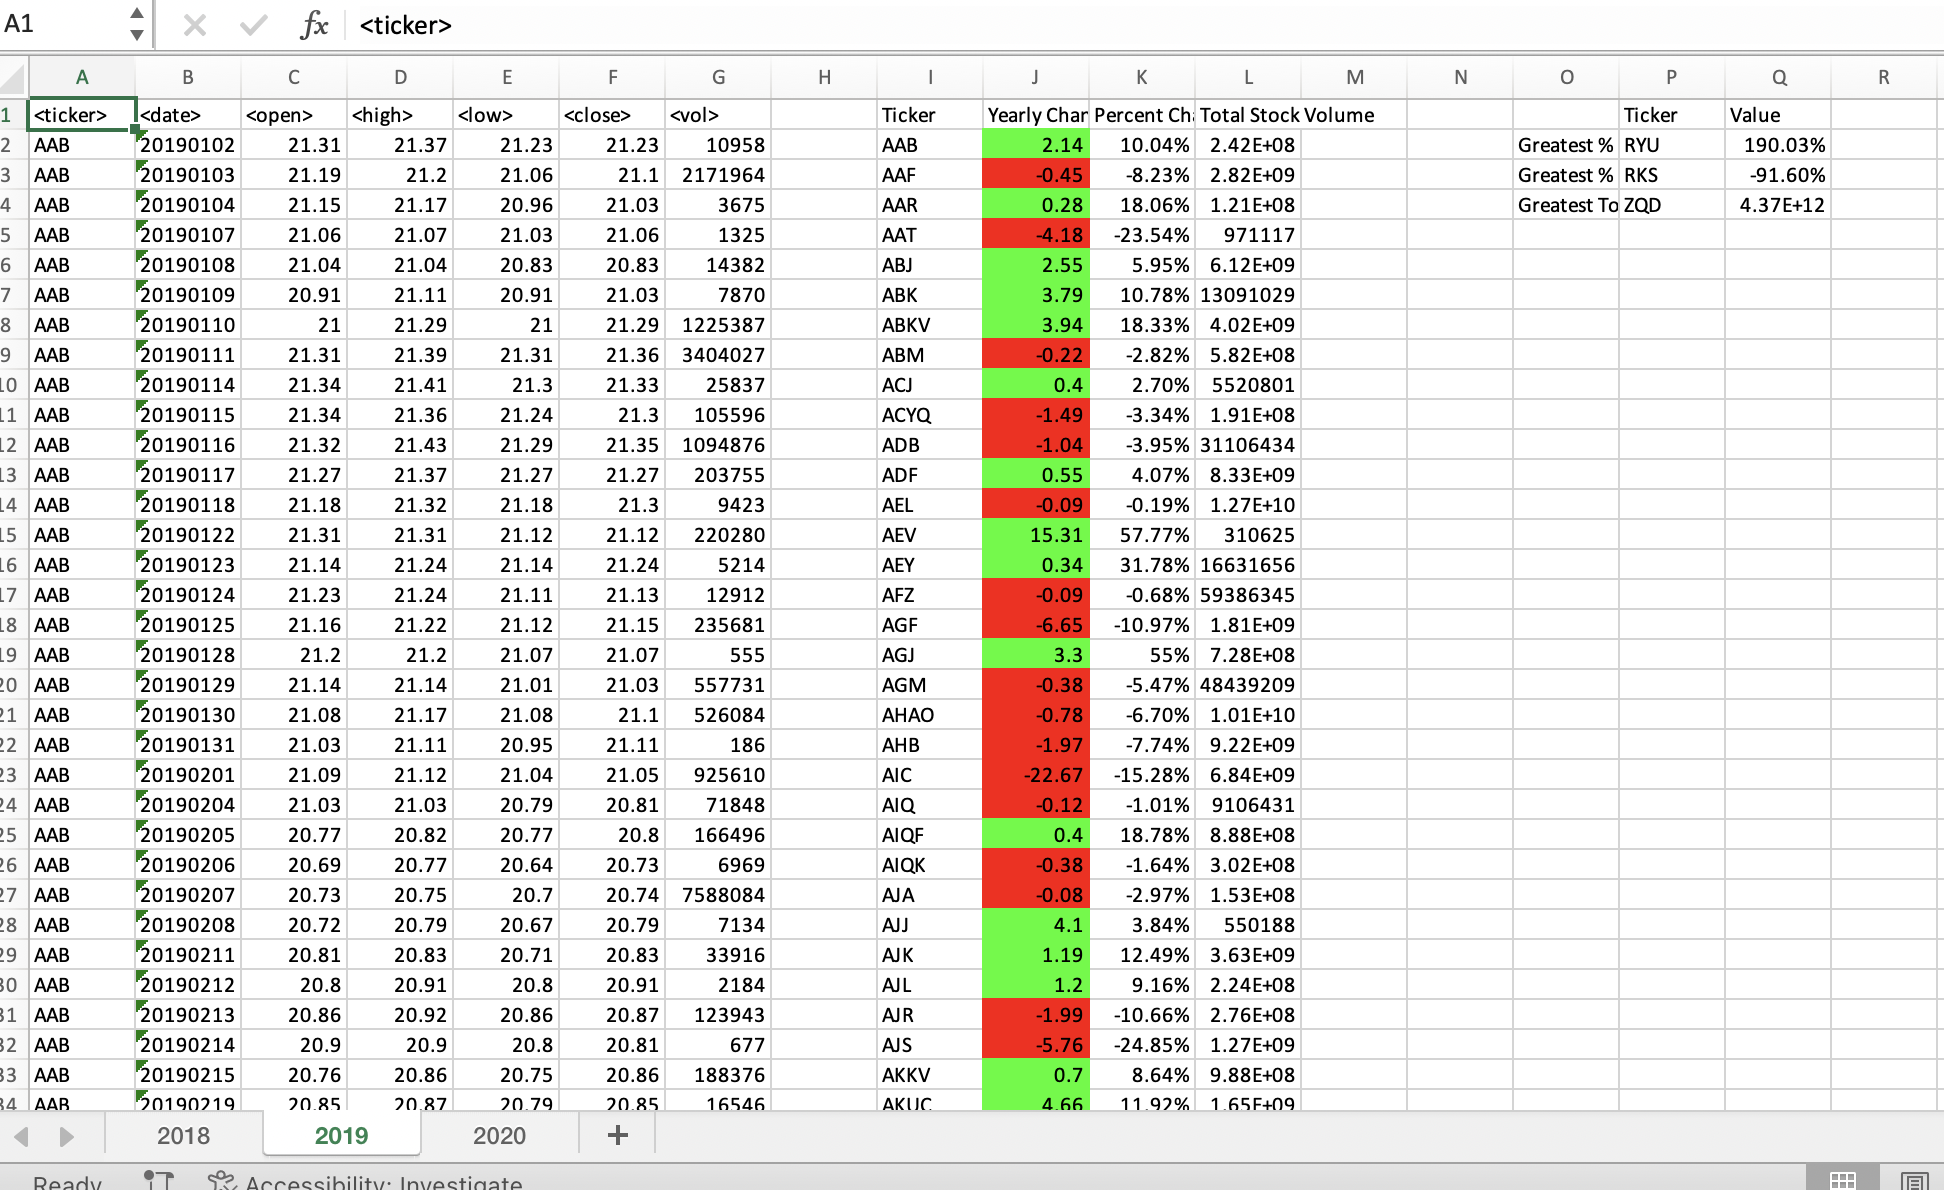 A1 fx <ticker>
A B C D E F G H I J K L M N O P Q R
1 <ticker> <date> <open> <high> <low> <close> <vol> Ticker Yearly Char Percent Ch Total Stock Volume Ticker Value
2 AAB 20190102 21.31 21.37 21.23 21.23 10958 AAB 2.14 10.04% 2.42E+08 Greatest % RYU 190.03%
3 AAB 20190103 21.19 21.2 21.06 21.1 2171964 AAF -0.45 -8.23% 2.82E+09 Greatest % RKS -91.60%
4 AAB 20190104 21.15 21.17 20.96 21.03 3675 AAR 0.28 18.06% 1.21E+08 Greatest To ZQD 4.37E+12
5 AAB 20190107 21.06 21.07 21.03 21.06 1325 AAT -4.18 -23.54% 971117
6 AAB 20190108 21.04 21.04 20.83 20.83 14382 ABJ 2.55 5.95% 6.12E+09
7 AAB 20190109 20.91 21.11 20.91 21.03 7870 ABK 3.79 10.78% 13091029
8 AAB 20190110 21 21.29 21 21.29 1225387 ABKV 3.94 18.33% 4.02E+09
9 AAB 20190111 21.31 21.39 21.31 21.36 3404027 ABM -0.22 -2.82% 5.82E+08
10 AAB 20190114 21.34 21.41 21.3 21.33 25837 ACJ 0.4 2.70% 5520801
11 AAB 20190115 21.34 21.36 21.24 21.3 105596 ACYQ -1.49 -3.34% 1.91E+08
12 AAB 20190116 21.32 21.43 21.29 21.35 1094876 ADB -1.04 -3.95% 31106434
13 AAB 20190117 21.27 21.37 21.27 21.27 203755 ADF 0.55 4.07% 8.33E+09
14 AAB 20190118 21.18 21.32 21.18 21.3 9423 AEL -0.09 -0.19% 1.27E+10
15 AAB 20190122 21.31 21.31 21.12 21.12 220280 AEV 15.31 57.77% 310625
16 AAB 20190123 21.14 21.24 21.14 21.24 5214 AEY 0.34 31.78% 16631656
17 AAB 20190124 21.23 21.24 21.11 21.13 12912 AFZ -0.09 -0.68% 59386345
18 AAB 20190125 21.16 21.22 21.12 21.15 235681 AGF -6.65 -10.97% 1.81E+09
19 AAB 20190128 21.2 21.2 21.07 21.07 555 AGJ 3.3 55% 7.28E+08
20 AAB 20190129 21.14 21.14 21.01 21.03 557731 AGM -0.38 -5.47% 48439209
21 AAB 20190130 21.08 21.17 21.08 21.1 526084 AHAO -0.78 -6.70% 1.01E+10
22 AAB 20190131 21.03 21.11 20.95 21.11 186 AHB -1.97 -7.74% 9.22E+09
23 AAB 20190201 21.09 21.12 21.04 21.05 925610 AIC -22.67 -15.28% 6.84E+09
24 AAB 20190204 21.03 21.03 20.79 20.81 71848 AIQ -0.12 -1.01% 9106431
25 AAB 20190205 20.77 20.82 20.77 20.8 166496 AIQF 0.4 18.78% 8.88E+08
26 AAB 20190206 20.69 20.77 20.64 20.73 6969 AIQK -0.38 -1.64% 3.02E+08
27 AAB 20190207 20.73 20.75 20.7 20.74 7588084 AJA -0.08 -2.97% 1.53E+08
28 AAB 20190208 20.72 20.79 20.67 20.79 7134 AJJ 4.1 3.84% 550188
29 AAB 20190211 20.81 20.83 20.71 20.83 33916 AJK 1.19 12.49% 3.63E+09
30 AAB 20190212 20.8 20.91 20.8 20.91 2184 AJL 1.2 9.16% 2.24E+08
31 AAB 20190213 20.86 20.92 20.86 20.87 123943 AJR -1.99 -10.66% 2.76E+08
32 AAB 20190214 20.9 20.9 20.8 20.81 677 AJS -5.76 -24.85% 1.27E+09
33 AAB 20190215 20.76 20.86 20.75 20.86 188376 AKKV 0.7 8.64% 9.88E+08
34 AAB 20190219 20.85 20.87 20.79 20.85 16546 AKUC 4.66 11.92% 1.65E+09
2018 2019 2020 +
Ready Accessibility: Investigate